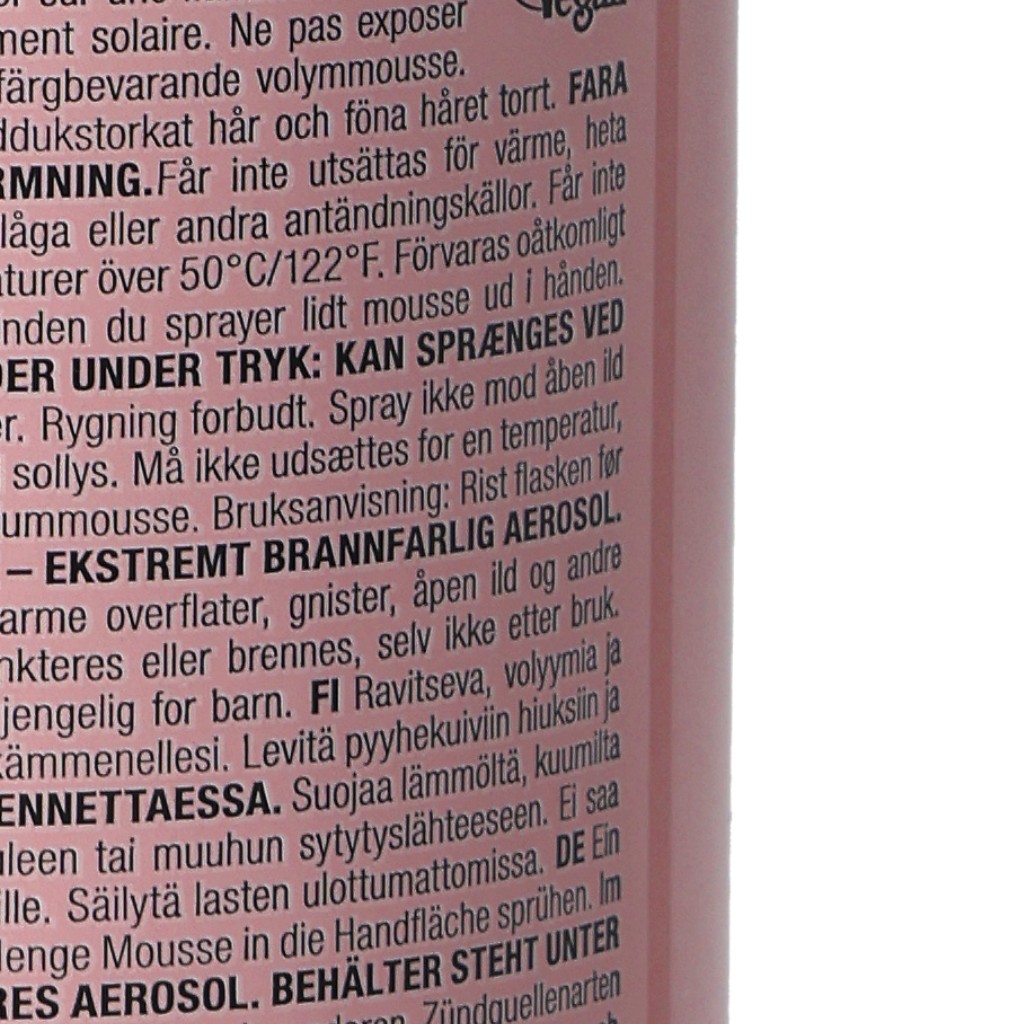 Vegan
ment solaire. Ne pas exposer
färgbevarande volymmousse.
ddukstorkat hår och föna håret torrt. FARA
RMNING.Får inte utsättas för värme, heta
låga eller andra antändningskällor. Får inte
aturer över 50°C/122°F. Förvaras oåtkomligt
nden du sprayer lidt mousse ud i hånden.
DER UNDER TRYK: KAN SPRÆNGES VED
er. Rygning forbudt. Spray ikke mod åben ild
sollys. Må ikke udsættes for en temperatur,
ummousse. Bruksanvisning: Rist flasken før
– EKSTREMT BRANNFARLIG AEROSOL.
arme overflater, gnister, åpen ild og andre
nkteres eller brennes, selv ikke etter bruk.
jengelig for barn. FI Ravitseva, volyymia ja
kämmenellesi. Levitä pyyhekuiviin hiuksiin ja
ENNETTAESSA. Suojaa lämmöltä, kuumilta
uleen tai muuhun sytytyslähteeseen. Ei saa
ille. Säilytä lasten ulottumattomissa. DE Ein
lenge Mousse in die Handfläche sprühen. Im
RES AEROSOL. BEHÄLTER STEHT UNTER
deren Zündquellenarten